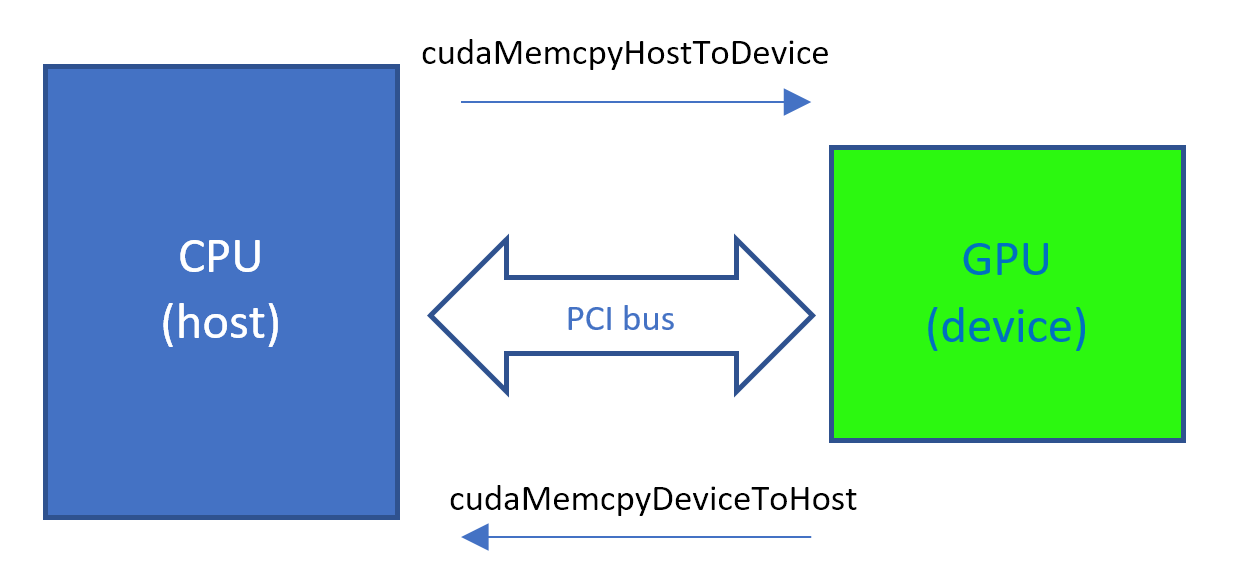 cudaMemcpyHostToDevice
CPU
(host)
PCI bus
GPU
(device)
cudaMemcpyDeviceToHost